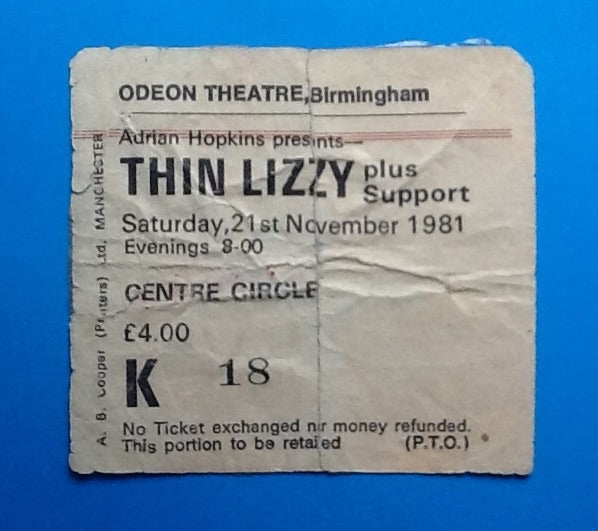 ODEON THEATRE, Birmingham
Adrian Hopkins presents—
THIN LIZZY plus Support
Saturday, 21st November 1981
Evenings 8-00
CENTRE CIRCLE
£4.00
K 18
No Ticket exchanged nor money refunded.
This portion to be retained (P.T.O.)
A. B. Cooper (Printers) Ltd. MANCHESTER